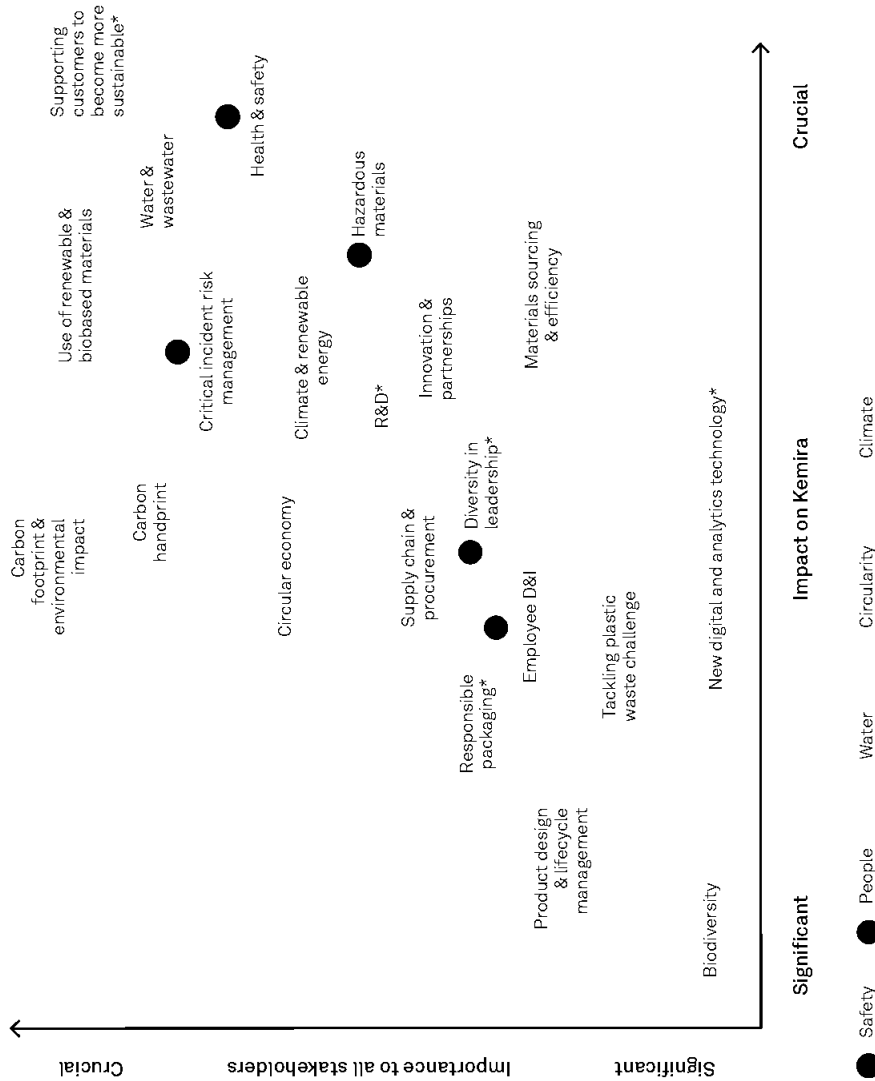 Carbon
footprint &
environmental
impact
Use of renewable &
biobased materials
Supporting
customers to
become more
sustainable*
Carbon
handprint
Water &
wastewater
Critical incident risk
management
Health & safety
Circular economy
Climate & renewable
energy
Hazardous
materials
R&D*
Supply chain &
procurement
Innovation &
partnerships
Diversity in
leadership*
Responsible
packaging*
Employee D&I
Materials sourcing
& efficiency
Product design
& lifecycle
management
Tackling plastic
waste challenge
Biodiversity
New digital and analytics technology*
Crucial
Importance to all stakeholders
Significant
Significant
Impact on Kemira
Crucial
Safety
People
Water
Circularity
Climate